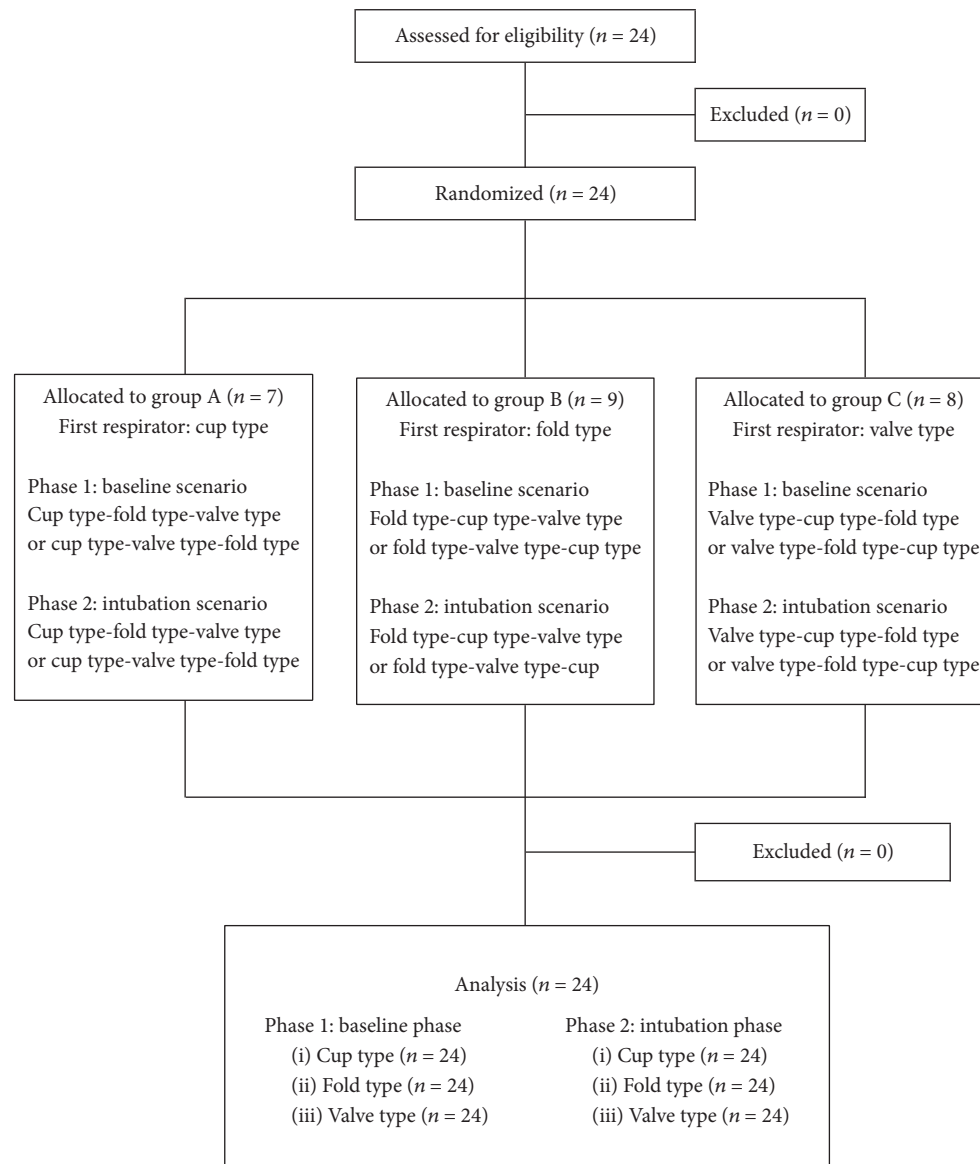 Assessed for eligibility (n = 24)
Excluded (n = 0)
Randomized (n = 24)
Allocated to group A (n = 7)
First respirator: cup type
Phase 1: baseline scenario
Cup type-fold type-valve type
or cup type-valve type-fold type
Phase 2: intubation scenario
Cup type-fold type-valve type
or cup type-valve type-fold type
Allocated to group B (n = 9)
First respirator: fold type
Phase 1: baseline scenario
Fold type-cup type-valve type
or fold type-valve type-cup type
Phase 2: intubation scenario
Fold type-cup type-valve type
or fold type-valve type-cup
Allocated to group C (n = 8)
First respirator: valve type
Phase 1: baseline scenario
Valve type-cup type-fold type
or valve type-fold type-cup type
Phase 2: intubation scenario
Valve type-cup type-fold type
or valve type-fold type-cup type
Excluded (n = 0)
Analysis (n = 24)
Phase 1: baseline phase
(i) Cup type (n = 24)
(ii) Fold type (n = 24)
(iii) Valve type (n = 24)
Phase 2: intubation phase
(i) Cup type (n = 24)
(ii) Fold type (n = 24)
(iii) Valve type (n = 24)